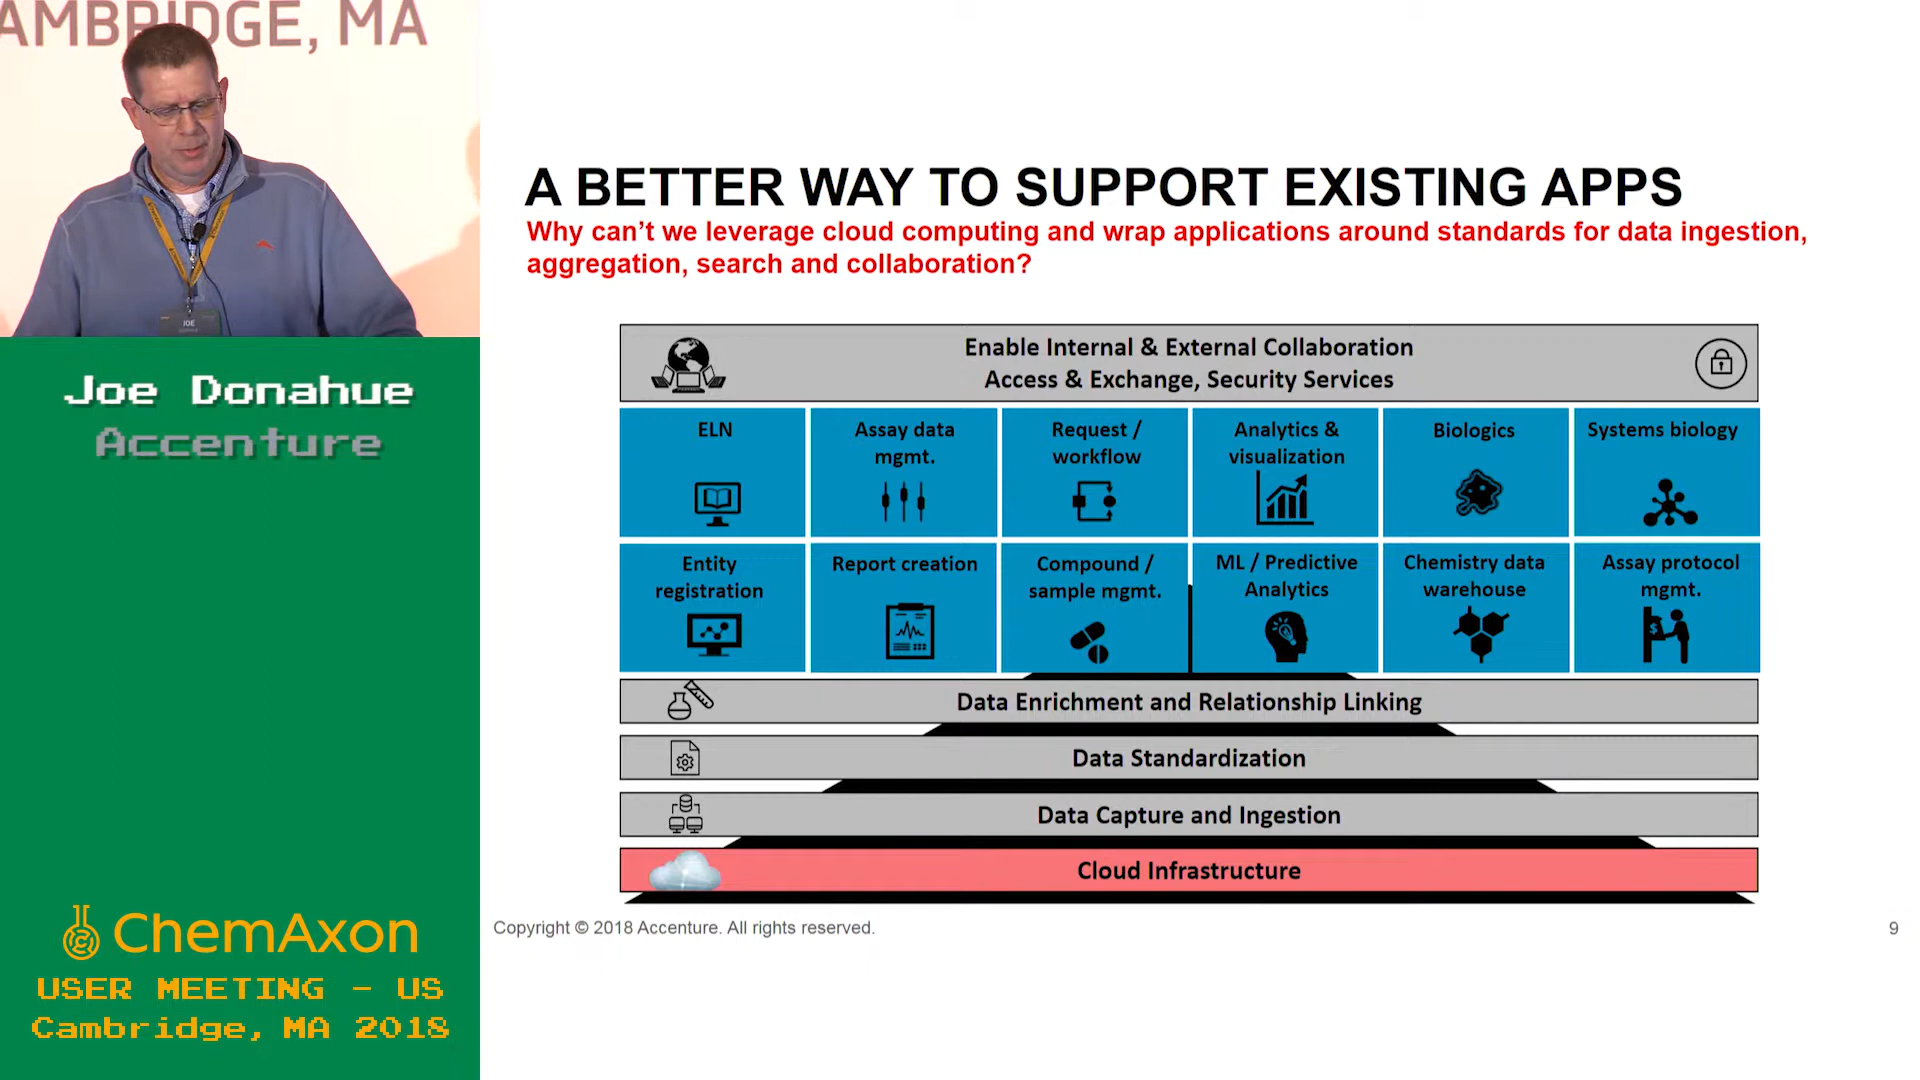 AMBRIDGE, MA
JOE
Joe Donahue
Accenture
ChemAxon
USER MEETING - US
Cambridge, MA 2018
A BETTER WAY TO SUPPORT EXISTING APPS
Why can't we leverage cloud computing and wrap applications around standards for data ingestion,
aggregation, search and collaboration?
Enable Internal & External Collaboration
Access & Exchange, Security Services
ELN
Assay data
mgmt.
Request /
workflow
Analytics &
visualization
Biologics
Systems biology
Entity
registration
Report creation
Compound /
sample mgmt.
ML / Predictive
Analytics
Chemistry data
warehouse
Assay protocol
mgmt.
$
Data Enrichment and Relationship Linking
Data Standardization
Data Capture and Ingestion
Cloud Infrastructure
Copyright © 2018 Accenture. All rights reserved.
9